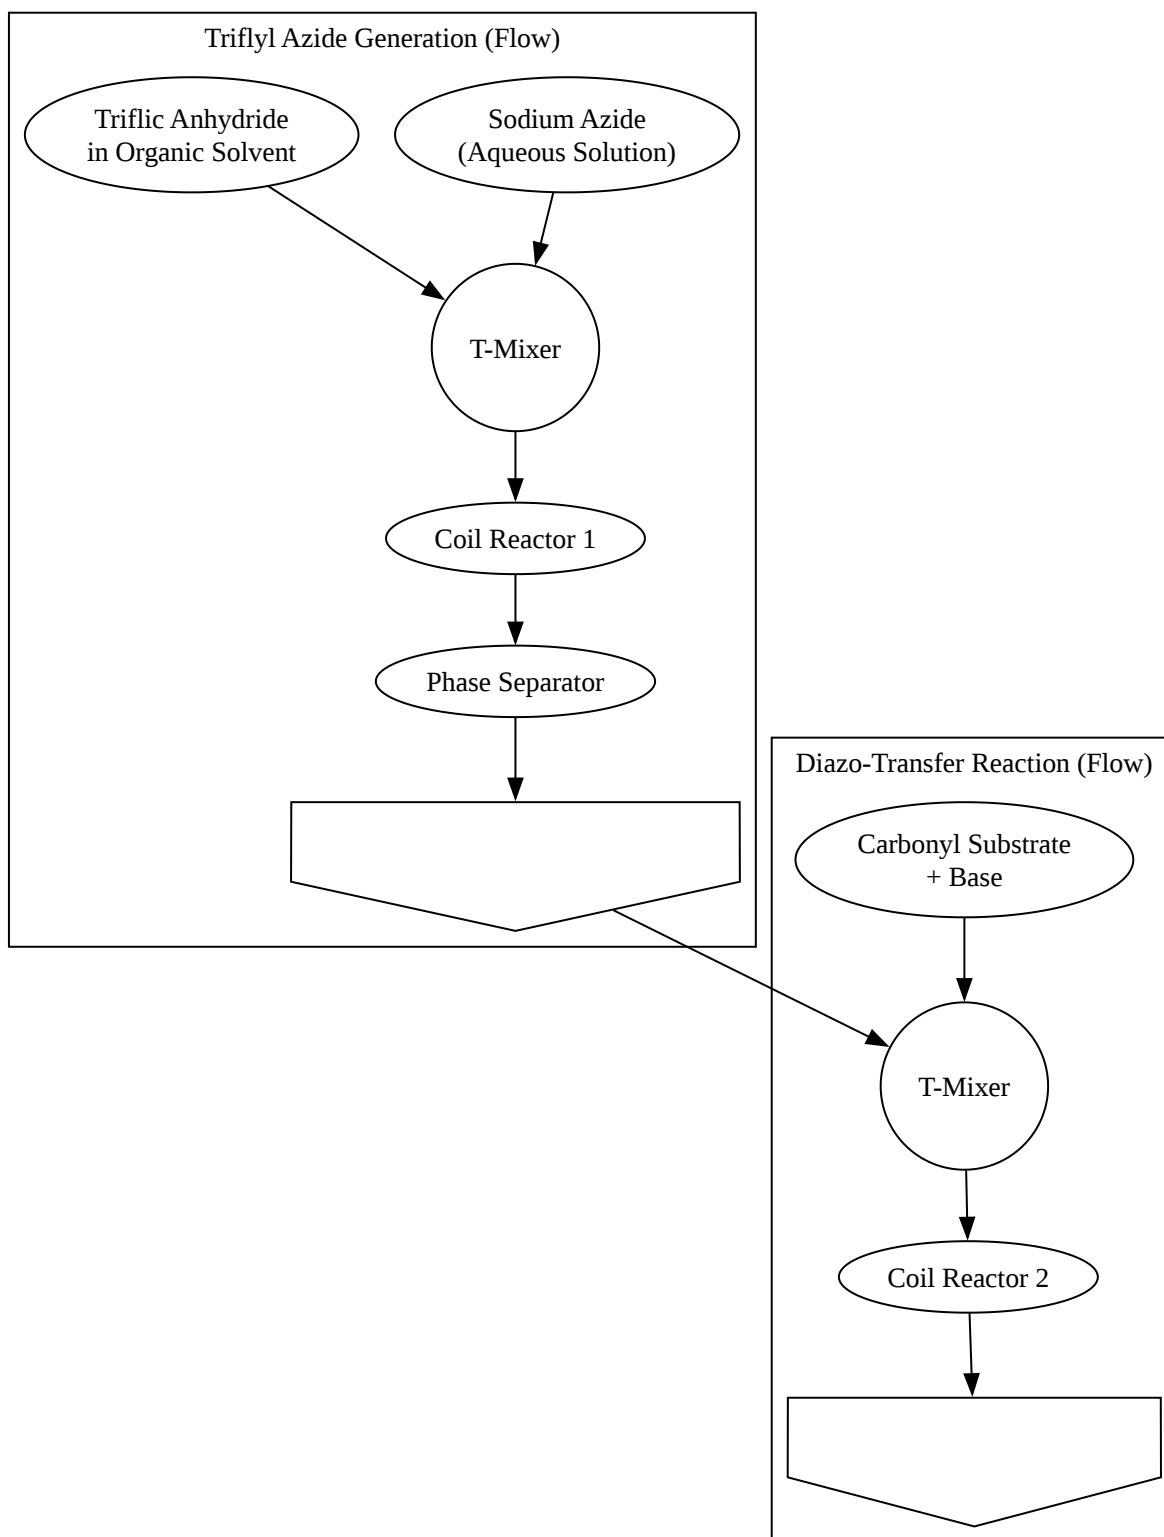 Triflyl Azide Generation (Flow)
Triflic Anhydride
in Organic Solvent
Sodium Azide
(Aqueous Solution)
T-Mixer
Coil Reactor 1
Phase Separator
Diazo-Transfer Reaction (Flow)
Carbonyl Substrate
+ Base
T-Mixer
Coil Reactor 2